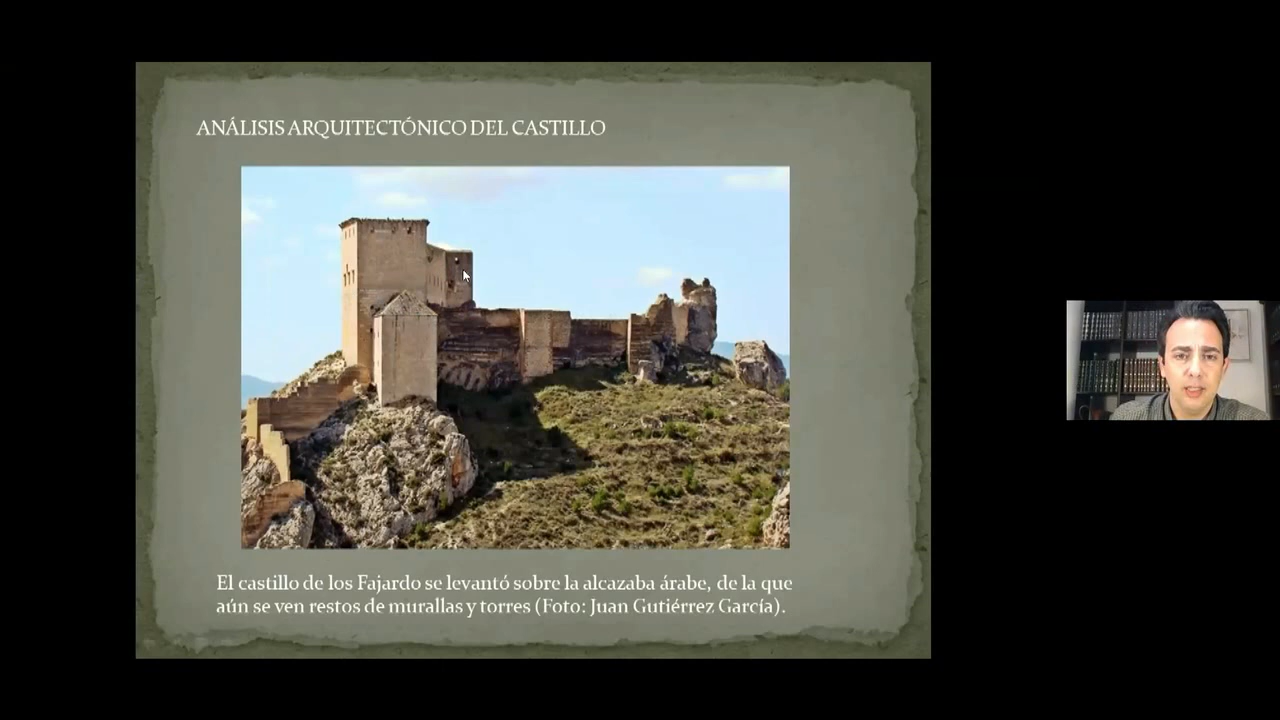 ANÁLISIS ARQUITECTÓNICO DEL CASTILLO
El castillo de los Fajardo se levantó sobre la alcazaba árabe, de la que
aún se ven restos de murallas y torres (Foto: Juan Gutiérrez García).